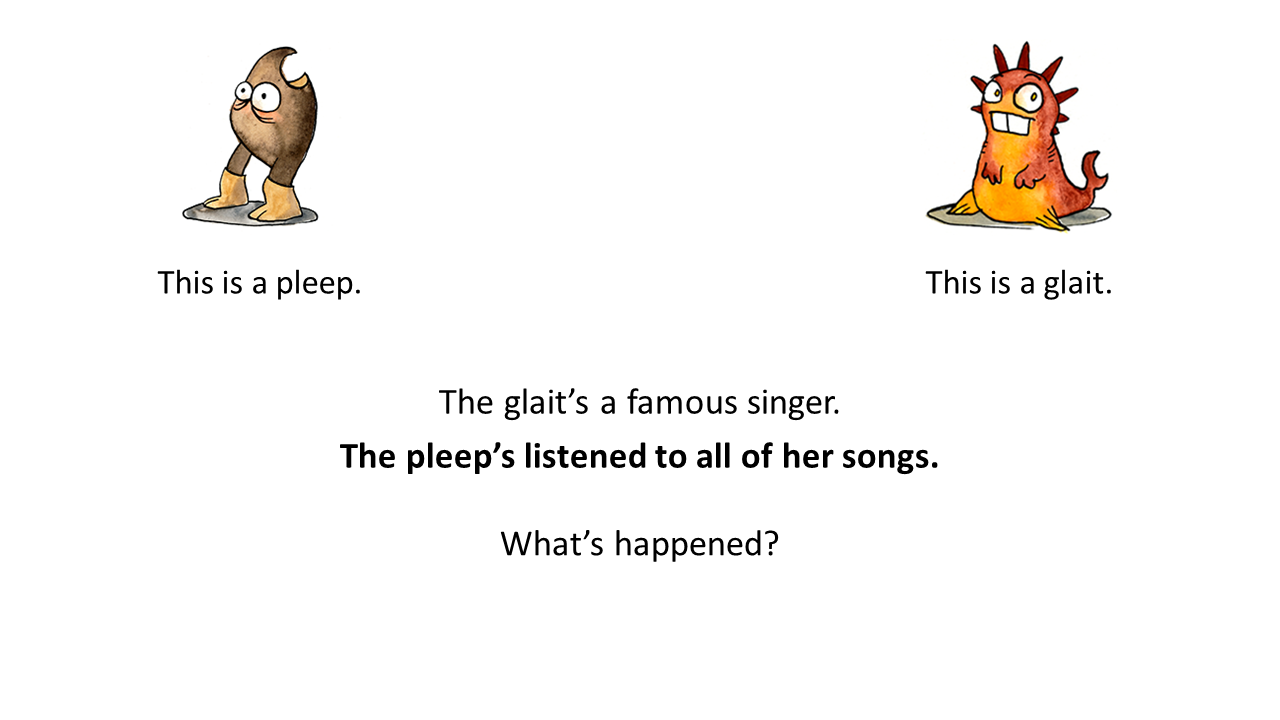 This is a pleep.
This is a glait.
The glait’s a famous singer.
The pleep’s listened to all of her songs.
What’s happened?